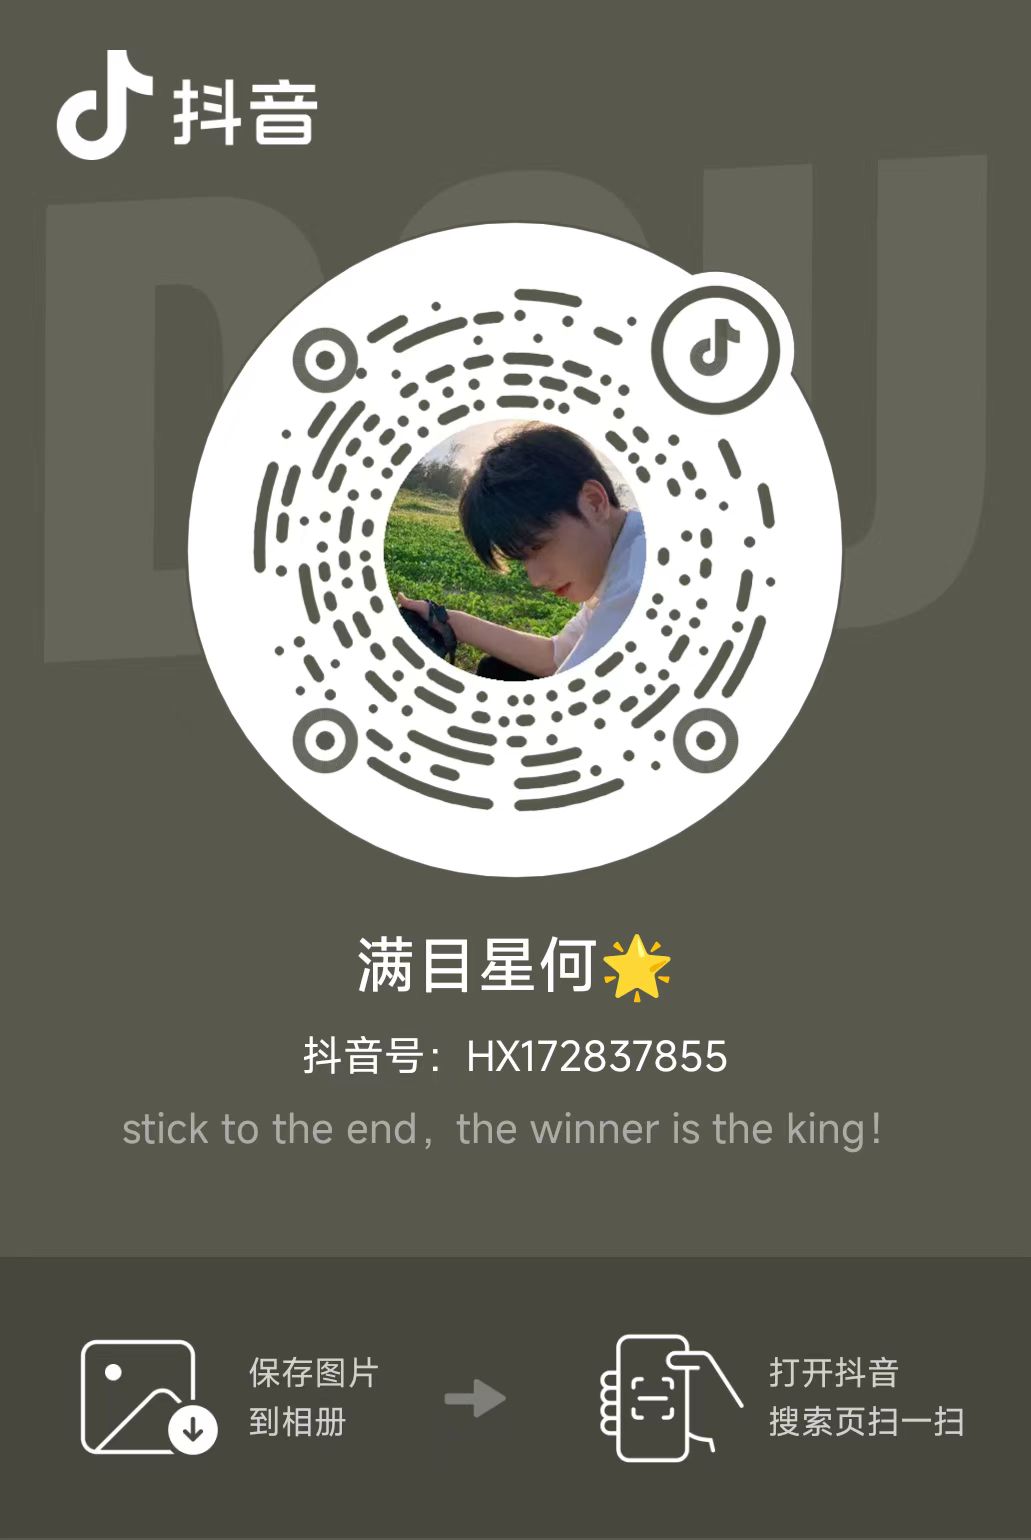 抖音
DOU
满目星何🌟
抖音号：HX172837855
stick to the end，the winner is the king！
保存图片
到相册
打开抖音
搜索页扫一扫